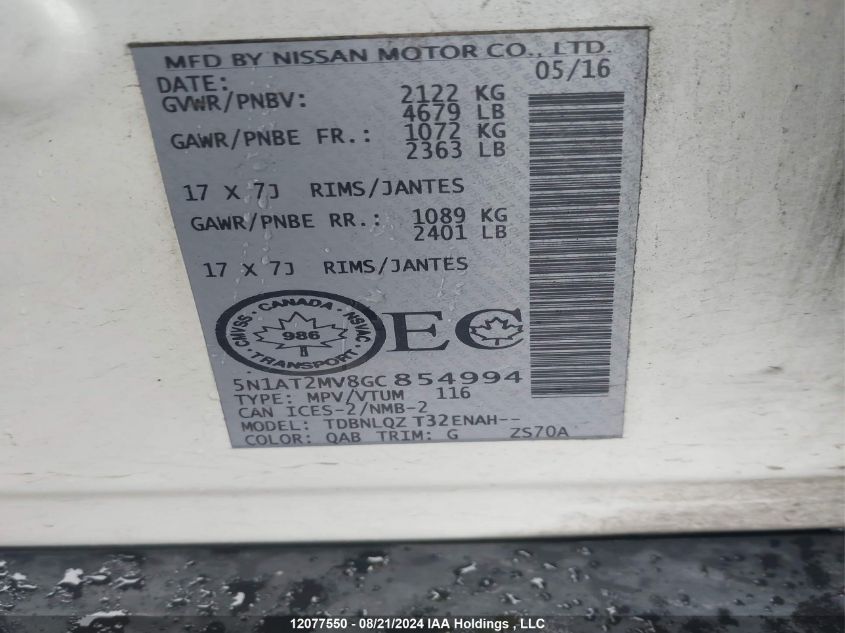 MFD BY NISSAN MOTOR CO., LTD.
DATE: 05/16
GVWR/PNBV: 2122 KG
4679 LB
GAWR/PNBE FR.: 1072 KG
2363 LB
17 X 7J RIMS/JANTES
GAWR/PNBE RR.: 1089 KG
2401 LB
17 X 7J RIMS/JANTES
CANADA
CMVSS NSVAC
986
TRANSPORT
EC
5N1AT2MV8GC854994
TYPE: MPV/VTUM 116
CAN ICES-2/NMB-2
MODEL: TDBNLQZ T32ENAH--
COLOR: QAB TRIM: G ZS70A
12077550 - 08/21/2024 IAA Holdings , LLC